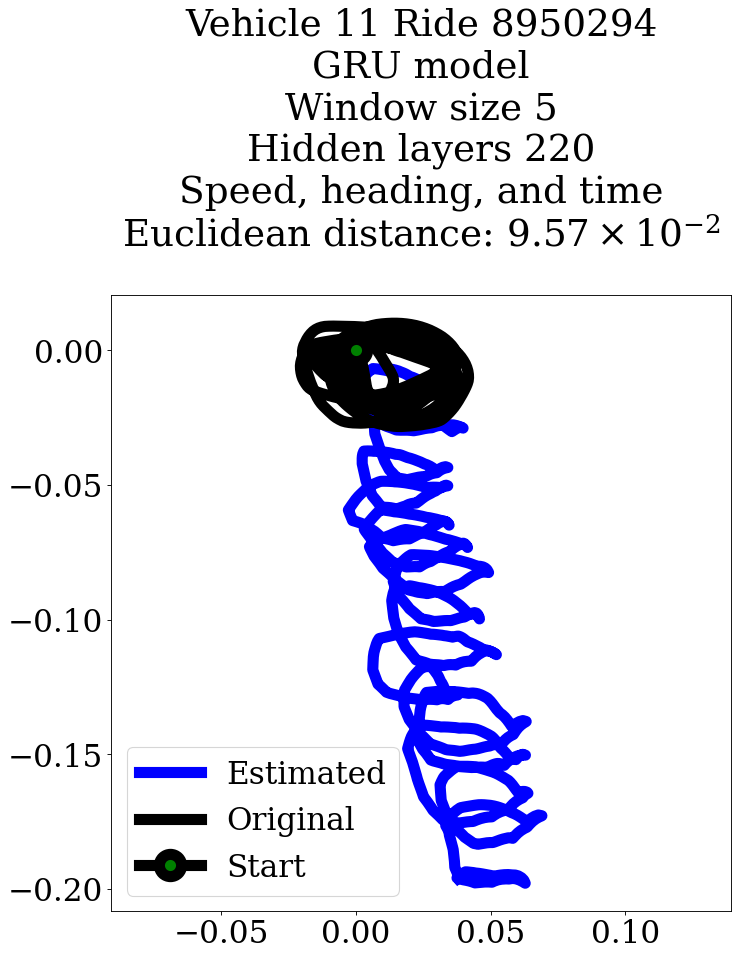 Vehicle 11 Ride 8950294
GRU model
Window size 5
Hidden layers 220
Speed, heading, and time
Euclidean distance: 9.57 × 10⁻²
0.00
−0.05
−0.10
−0.15
−0.20
Estimated
Original
Start
−0.05 0.00 0.05 0.10